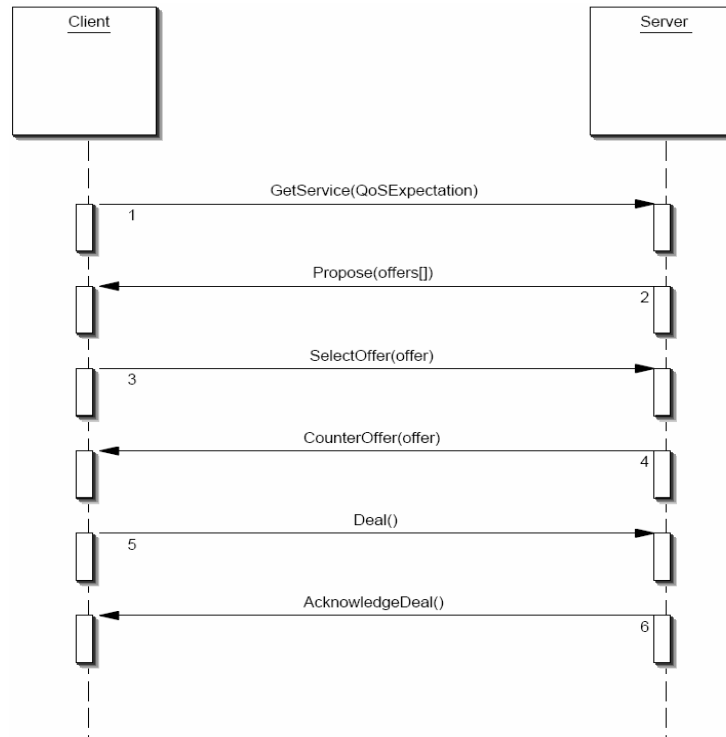 Client
Server
GetService(QoSExpectation)
1
Propose(offers[])
2
SelectOffer(offer)
3
CounterOffer(offer)
4
Deal()
5
AcknowledgeDeal()
6